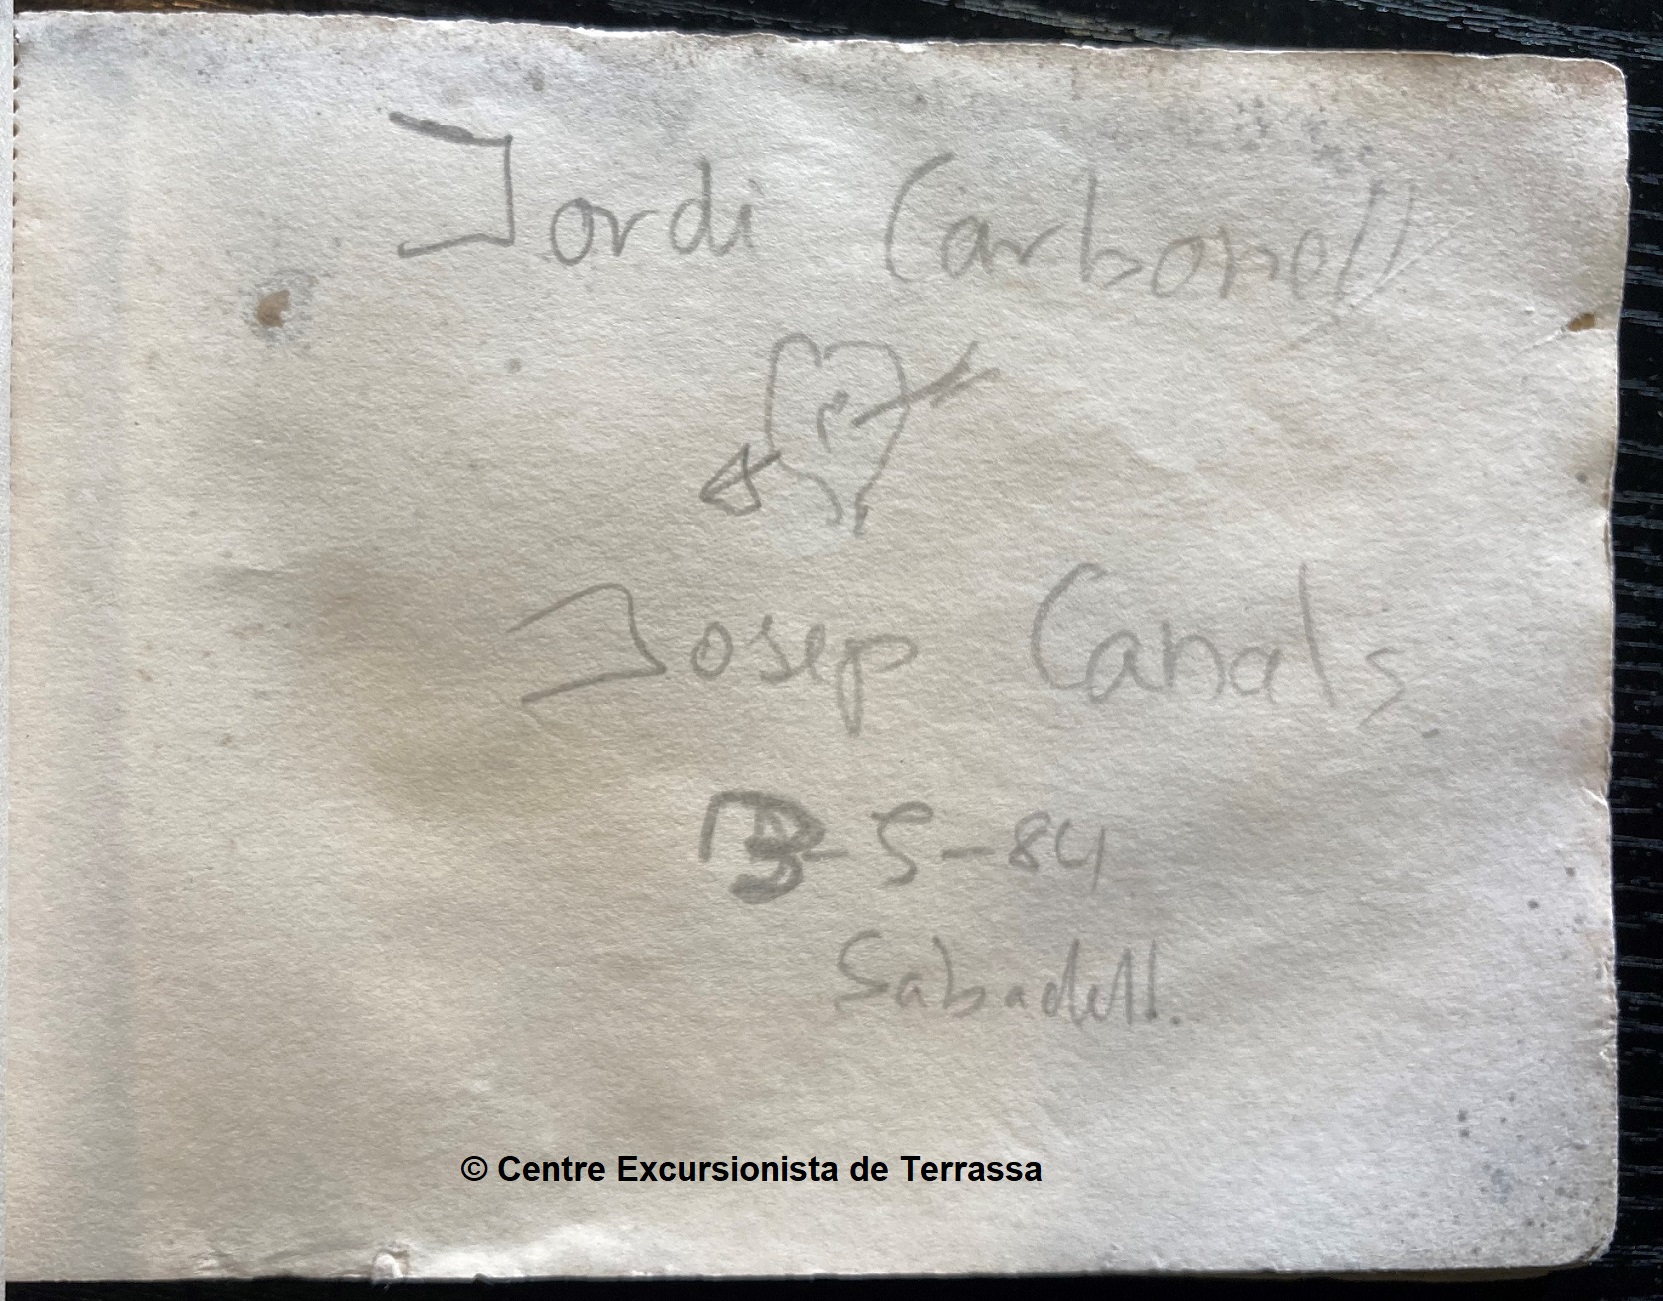 Jordi Carbonell
Josep Canals
-5-84
Sabadell.
© Centre Excursionista de Terrassa